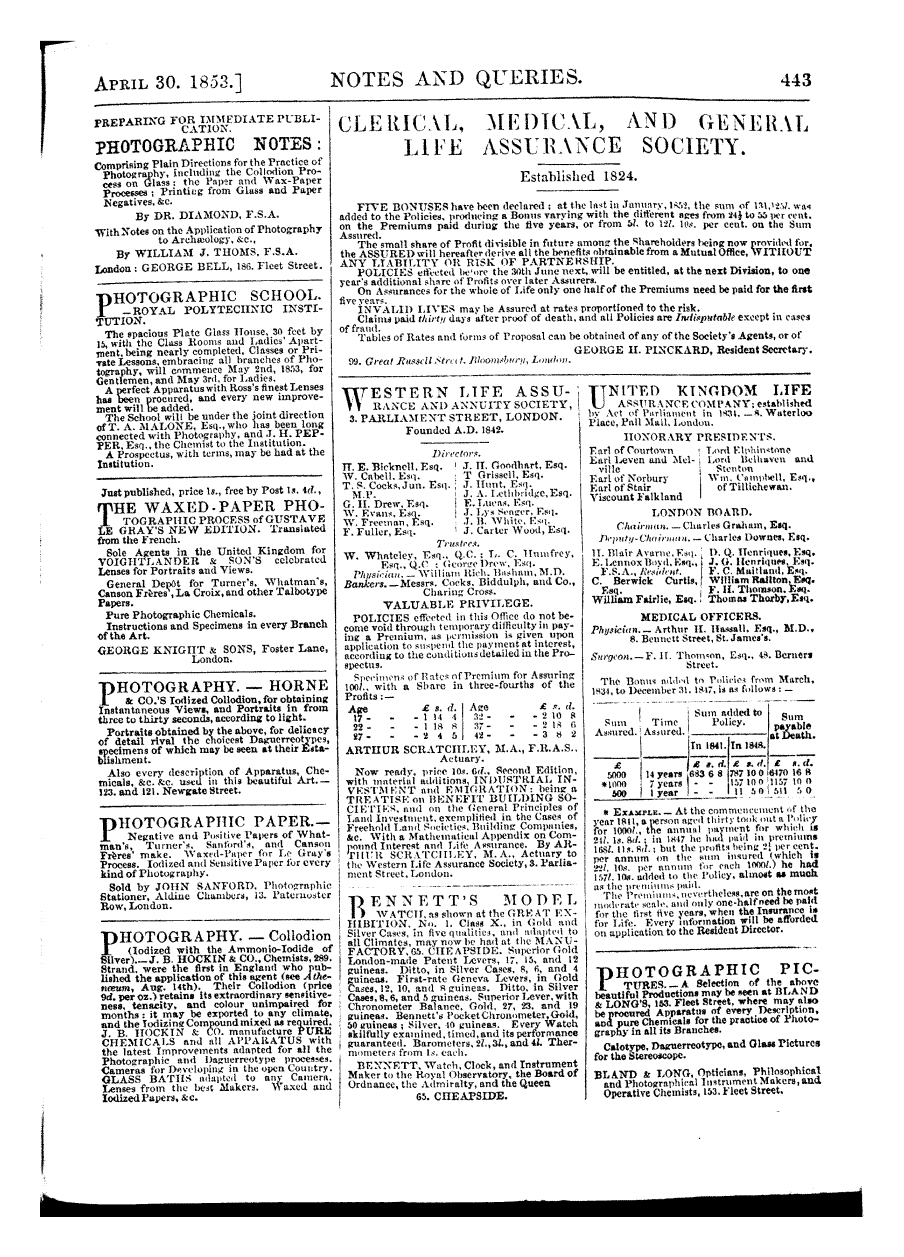 APRIL 30. 1853.] NOTES AND QUERIES. 443
PREPARING FOR IMMEDIATE PUBLI-
CATION.
PHOTOGRAPHIC NOTES:
Comprising Plain Directions for the Practice of
Photography, including the Collodion Pro-
cess on Glass; the Paper and Wax-Paper
Processes; Printing from Glass and Paper
Negatives, &c.
By DR. DIAMOND, F.S.A.
With Notes on the Application of Photography
to Archæology, &c.,
By WILLIAM J. THOMS, F.S.A.
London: GEORGE BELL, 186. Fleet Street.
PHOTOGRAPHIC SCHOOL.
—ROYAL POLYTECHNIC INSTI-
TUTION.
The spacious Plate Glass House, 30 feet by
15, with the Class Rooms and Ladies' Apart-
ment, being nearly completed, Classes or Pri-
vate Lessons, embracing all branches of Pho-
tography, will commence May 2nd, 1853, for
Gentlemen, and May 3rd, for Ladies.
A perfect Apparatus with Ross's finest Lenses
has been procured, and every new improve-
ment will be added.
The School will be under the joint direction
of T. A. MALONE, Esq., who has been long
connected with Photography, and J. H. PEP-
PER, Esq., the Chemist to the Institution.
A Prospectus, with terms, may be had at the
Institution.
Just published, price 1s., free by Post 1s. 4d.,
THE WAXED-PAPER PHO-
TOGRAPHIC PROCESS of GUSTAVE
LE GRAY'S NEW EDITION. Translated
from the French.
Sole Agents in the United Kingdom for
VOIGHTLANDER & SON'S celebrated
Lenses for Portraits and Views.
General Depôt for Turner's, Whatman's,
Canson Frères', La Croix, and other Talbotype
Papers.
Pure Photographic Chemicals.
Instructions and Specimens in every Branch
of the Art.
GEORGE KNIGHT & SONS, Foster Lane,
London.
PHOTOGRAPHY. — HORNE
& CO.'S Iodized Collodion, for obtaining
Instantaneous Views, and Portraits in from
three to thirty seconds, according to light.
Portraits obtained by the above, for delicacy
of detail rival the choicest Daguerreotypes,
specimens of which may be seen at their Esta-
blishment.
Also every description of Apparatus, Che-
micals, &c. &c. used in this beautiful Art.—
123. and 121. Newgate Street.
PHOTOGRAPHIC PAPER.—
Negative and Positive Papers of What-
man's, Turner's, Sanford's, and Canson
Frères' make. Waxed-Paper for Le Gray's
Process. Iodized and Sensitive Paper for every
kind of Photography.
Sold by JOHN SANFORD, Photographic
Stationer, Aldine Chambers, 13. Paternoster
Row, London.
PHOTOGRAPHY. — Collodion
(Iodized with the Ammonio-Iodide of
Silver).—J. B. HOCKIN & CO., Chemists, 289.
Strand, were the first in England who pub-
lished the application of this agent (see Athe-
næum, Aug. 14th). Their Collodion (price
9d. per oz.) retains its extraordinary sensitive-
ness, tenacity, and colour unimpaired for
months: it may be exported to any climate,
and the Iodizing Compound mixed as required.
J. B. HOCKIN & CO. manufacture PURE
CHEMICALS and all APPARATUS with
the latest Improvements adapted for all the
Photographic and Daguerreotype processes.
Cameras for Developing in the open Country.
GLASS BATHS adapted to any Camera.
Lenses from the best Makers. Waxed and
Iodized Papers, &c.
CLERICAL, MEDICAL, AND GENERAL
LIFE ASSURANCE SOCIETY.
Established 1824.
FIVE BONUSES have been declared: at the last in January, 1852, the sum of 131,125l. was
added to the Policies, producing a Bonus varying with the different ages from 24½ to 55 per cent.
on the Premiums paid during the five years, or from 5l. to 12l. 10s. per cent. on the Sum
Assured.
The small share of Profit divisible in future among the Shareholders being now provided for,
the ASSURED will hereafter derive all the benefits obtainable from a Mutual Office, WITHOUT
ANY LIABILITY OR RISK OF PARTNERSHIP.
POLICIES effected before the 30th June next, will be entitled, at the next Division, to one
year's additional share of Profits over later Assurers.
On Assurances for the whole of Life only one half of the Premiums need be paid for the first
five years.
INVALID LIVES may be Assured at rates proportioned to the risk.
Claims paid thirty days after proof of death, and all Policies are Indisputable except in cases
of fraud.
Tables of Rates and forms of Proposal can be obtained of any of the Society's Agents, or of
GEORGE H. PINCKARD, Resident Secretary.
99. Great Russell Street, Bloomsbury, London.
WESTERN LIFE ASSU-
RANCE AND ANNUITY SOCIETY,
3. PARLIAMENT STREET, LONDON.
Founded A.D. 1842.
Directors.
H. E. Bicknell, Esq.
W. Cabell, Esq.
T. S. Cocks, Jun. Esq.
M.P.
G. H. Drew, Esq.
W. Evans, Esq.
W. Freeman, Esq.
F. Fuller, Esq.
J. H. Goodhart, Esq.
T Grissell, Esq.
J. Hunt, Esq.
J. A. Lethbridge, Esq.
E. Lucas, Esq.
J. Lys Seager, Esq.
J. B. White, Esq.
J. Carter Wood, Esq.
Trustees.
W. Whateley, Esq., Q.C.; L. C. Humfrey,
Esq., Q.C.; George Drew, Esq.
Physician. — William Rich. Basham, M.D.
Bankers. — Messrs. Cocks, Biddulph, and Co.,
Charing Cross.
VALUABLE PRIVILEGE.
POLICIES effected in this Office do not be-
come void through temporary difficulty in pay-
ing a Premium, as permission is given upon
application to suspend the payment at interest,
according to the conditions detailed in the Pro-
spectus.
Specimens of Rates of Premium for Assuring
100l., with a Share in three-fourths of the
Profits:—
Age £ s. d. Age £ s. d.
17 - - - 1 14 4 32 - - - 2 10 8
22 - - - 1 18 8 37 - - - 2 18 6
27 - - - 2 4 5 42 - - - 3 8 2
ARTHUR SCRATCHLEY, M.A., F.R.A.S.,
Actuary.
Now ready, price 10s. 6d., Second Edition,
with material additions, INDUSTRIAL IN-
VESTMENT and EMIGRATION: being a
TREATISE on BENEFIT BUILDING SO-
CIETIES, and on the General Principles of
Land Investment, exemplified in the Cases of
Freehold Land Societies, Building Companies,
&c. With a Mathematical Appendix on Com-
pound Interest and Life Assurance. By AR-
THUR SCRATCHLEY, M. A., Actuary to
the Western Life Assurance Society, 3. Parlia-
ment Street, London.
BENNETT'S MODEL
WATCH, as shown at the GREAT EX-
HIBITION, No. 1. Class X., in Gold and
Silver Cases, in five qualities, and adapted to
all Climates, may now be had at the MANU-
FACTORY, 65. CHEAPSIDE. Superior Gold
London-made Patent Levers, 17, 15, and 12
guineas. Ditto, in Silver Cases, 8, 6, and 4
guineas. First-rate Geneva Levers, in Gold
Cases, 12, 10, and 8 guineas. Ditto, in Silver
Cases, 8, 6, and 5 guineas. Superior Lever, with
Chronometer Balance, Gold, 27, 23, and 19
guineas. Bennett's Pocket Chronometer, Gold,
50 guineas; Silver, 40 guineas. Every Watch
skilfully examined, timed, and its performance
guaranteed. Barometers, 2l., 3l., and 4l. Ther-
mometers from 1s. each.
BENNETT, Watch, Clock, and Instrument
Maker to the Royal Observatory, the Board of
Ordnance, the Admiralty, and the Queen
65. CHEAPSIDE.
UNITED KINGDOM LIFE
ASSURANCE COMPANY; established
by Act of Parliament in 1834. — 8. Waterloo
Place, Pall Mall, London.
HONORARY PRESIDENTS.
Earl of Courtown
Earl Leven and Mel-
ville
Earl of Norbury
Earl of Stair
Viscount Falkland
Lord Elphinstone
Lord Belhaven and
Stenton
Wm. Campbell, Esq.,
of Tillichewan.
LONDON BOARD.
Chairman. — Charles Graham, Esq.
Deputy-Chairman. — Charles Downes, Esq.
H. Blair Avarne, Esq.
E. Lennox Boyd, Esq.,
F.S.A., Resident.
C. Berwick Curtis,
Esq.
William Fairlie, Esq.
D. Q. Henriques, Esq.
J. G. Henriques, Esq.
F. C. Maitland, Esq.
William Railton, Esq.
F. H. Thomson, Esq.
Thomas Thorby, Esq.
MEDICAL OFFICERS.
Physician. — Arthur H. Hassall, Esq., M.D.,
8. Bennett Street, St. James's.
Surgeon. — F. H. Thomson, Esq., 48. Berners
Street.
The Bonus added to Policies from March,
1834, to December 31. 1847, is as follows:—
Sum Assured. Time Assured. Sum added to Policy. Sum payable at Death.
In 1841. In 1848.
£ £ s. d. £ s. d. £ s. d.
5000 14 years 683 6 8 787 10 0 6470 16 8
*1000 7 years - - 157 10 0 1157 10 0
500 1 year - - 11 5 0 511 5 0
* EXAMPLE. — At the commencement of the
year 1841, a person aged thirty took out a Policy
for 1000l., the annual payment for which is
24l. 1s. 8d.; in 1847 he had paid in premiums
168l. 11s. 8d.; but the profits being 2¼ per cent.
per annum on the sum insured (which is
22l. 10s. per annum for each 1000l.) he had
157l. 10s. added to the Policy, almost as much
as the premiums paid.
The Premiums, nevertheless, are on the most
moderate scale, and only one-half need be paid
for the first five years, when the Insurance is
for Life. Every information will be afforded
on application to the Resident Director.
PHOTOGRAPHIC PIC-
TURES. — A Selection of the above
beautiful Productions may be seen at BLAND
& LONG'S, 153. Fleet Street, where may also
be procured Apparatus of every Description,
and pure Chemicals for the practice of Photo-
graphy in all its Branches.
Calotype, Daguerreotype, and Glass Pictures
for the Stereoscope.
BLAND & LONG, Opticians, Philosophical
and Photographical Instrument Makers, and
Operative Chemists, 153. Fleet Street.